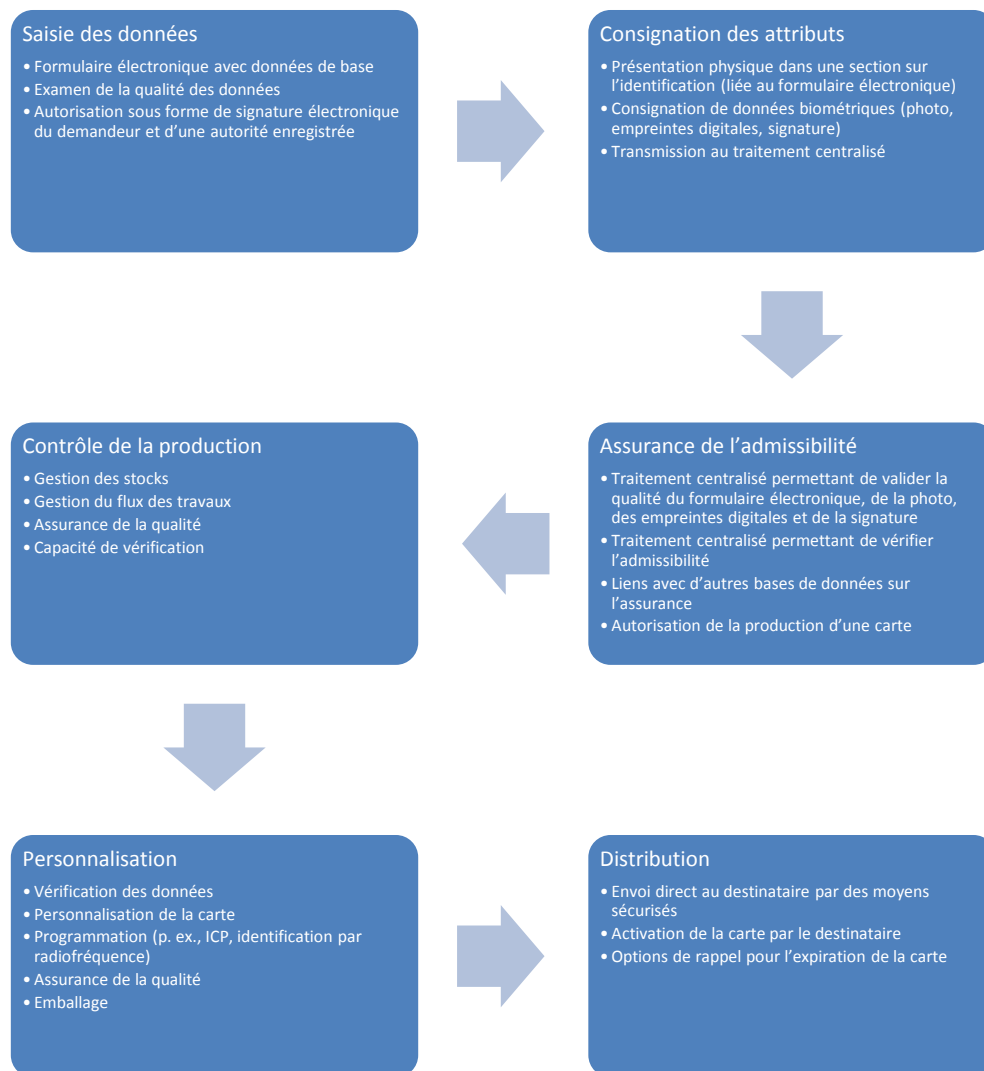 Saisie des données
• Formulaire électronique avec données de base
• Examen de la qualité des données
• Autorisation sous forme de signature électronique
du demandeur et d’une autorité enregistrée
Consignation des attributs
• Présentation physique dans une section sur
l’identification (liée au formulaire électronique)
• Consignation de données biométriques (photo,
empreintes digitales, signature)
• Transmission au traitement centralisé
Assurance de l’admissibilité
• Traitement centralisé permettant de valider la
qualité du formulaire électronique, de la photo,
des empreintes digitales et de la signature
• Traitement centralisé permettant de vérifier
l’admissibilité
• Liens avec d’autres bases de données sur
l’assurance
• Autorisation de la production d’une carte
Contrôle de la production
• Gestion des stocks
• Gestion du flux des travaux
• Assurance de la qualité
• Capacité de vérification
Personnalisation
• Vérification des données
• Personnalisation de la carte
• Programmation (p. ex., ICP, identification par
radiofréquence)
• Assurance de la qualité
• Emballage
Distribution
• Envoi direct au destinataire par des moyens
sécurisés
• Activation de la carte par le destinataire
• Options de rappel pour l’expiration de la carte